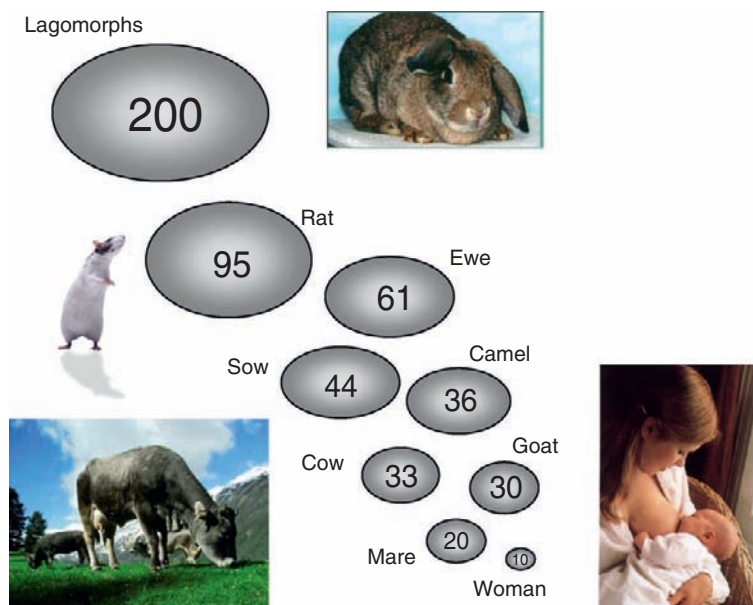 Lagomorphs
200
Rat
95
Ewe
61
Sow
44
Camel
36
Cow
33
Goat
30
Mare
20
Woman
10